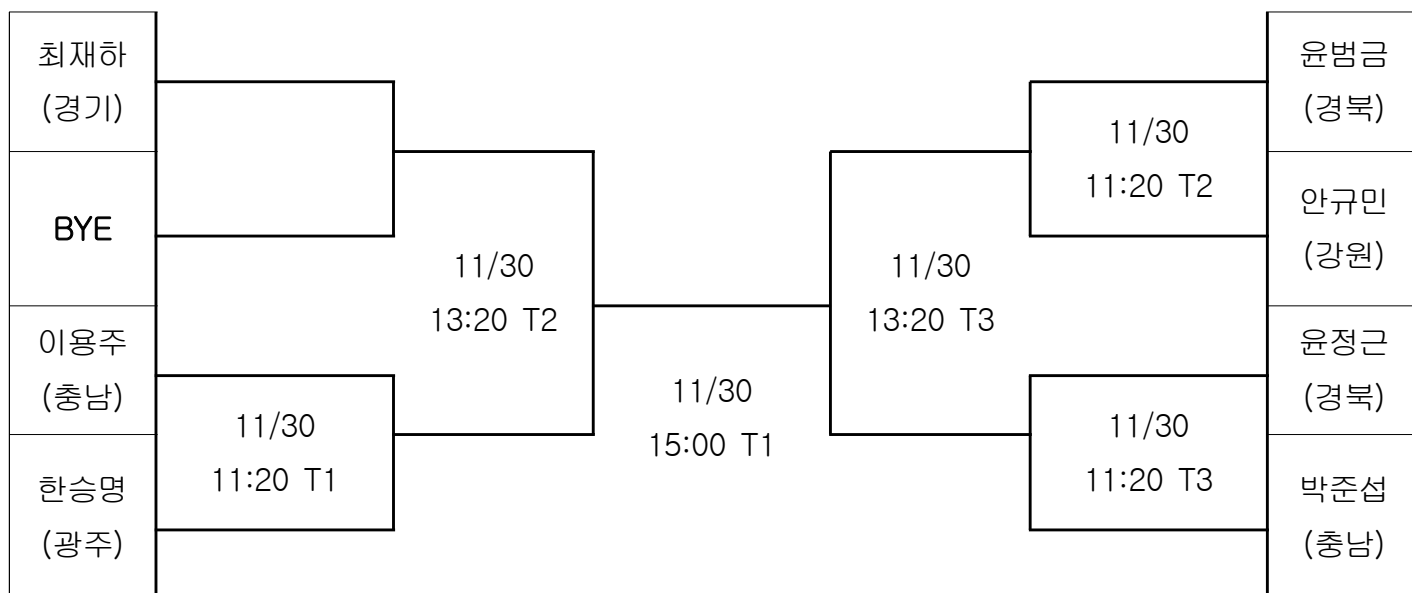 최재하
(경기)
BYE
이용주
(충남)
한승명
(광주)
11/30
11:20 T1
11/30
13:20 T2
11/30
15:00 T1
11/30
13:20 T3
11/30
11:20 T2
11/30
11:20 T3
윤범금
(경북)
안규민
(강원)
윤정근
(경북)
박준섭
(충남)